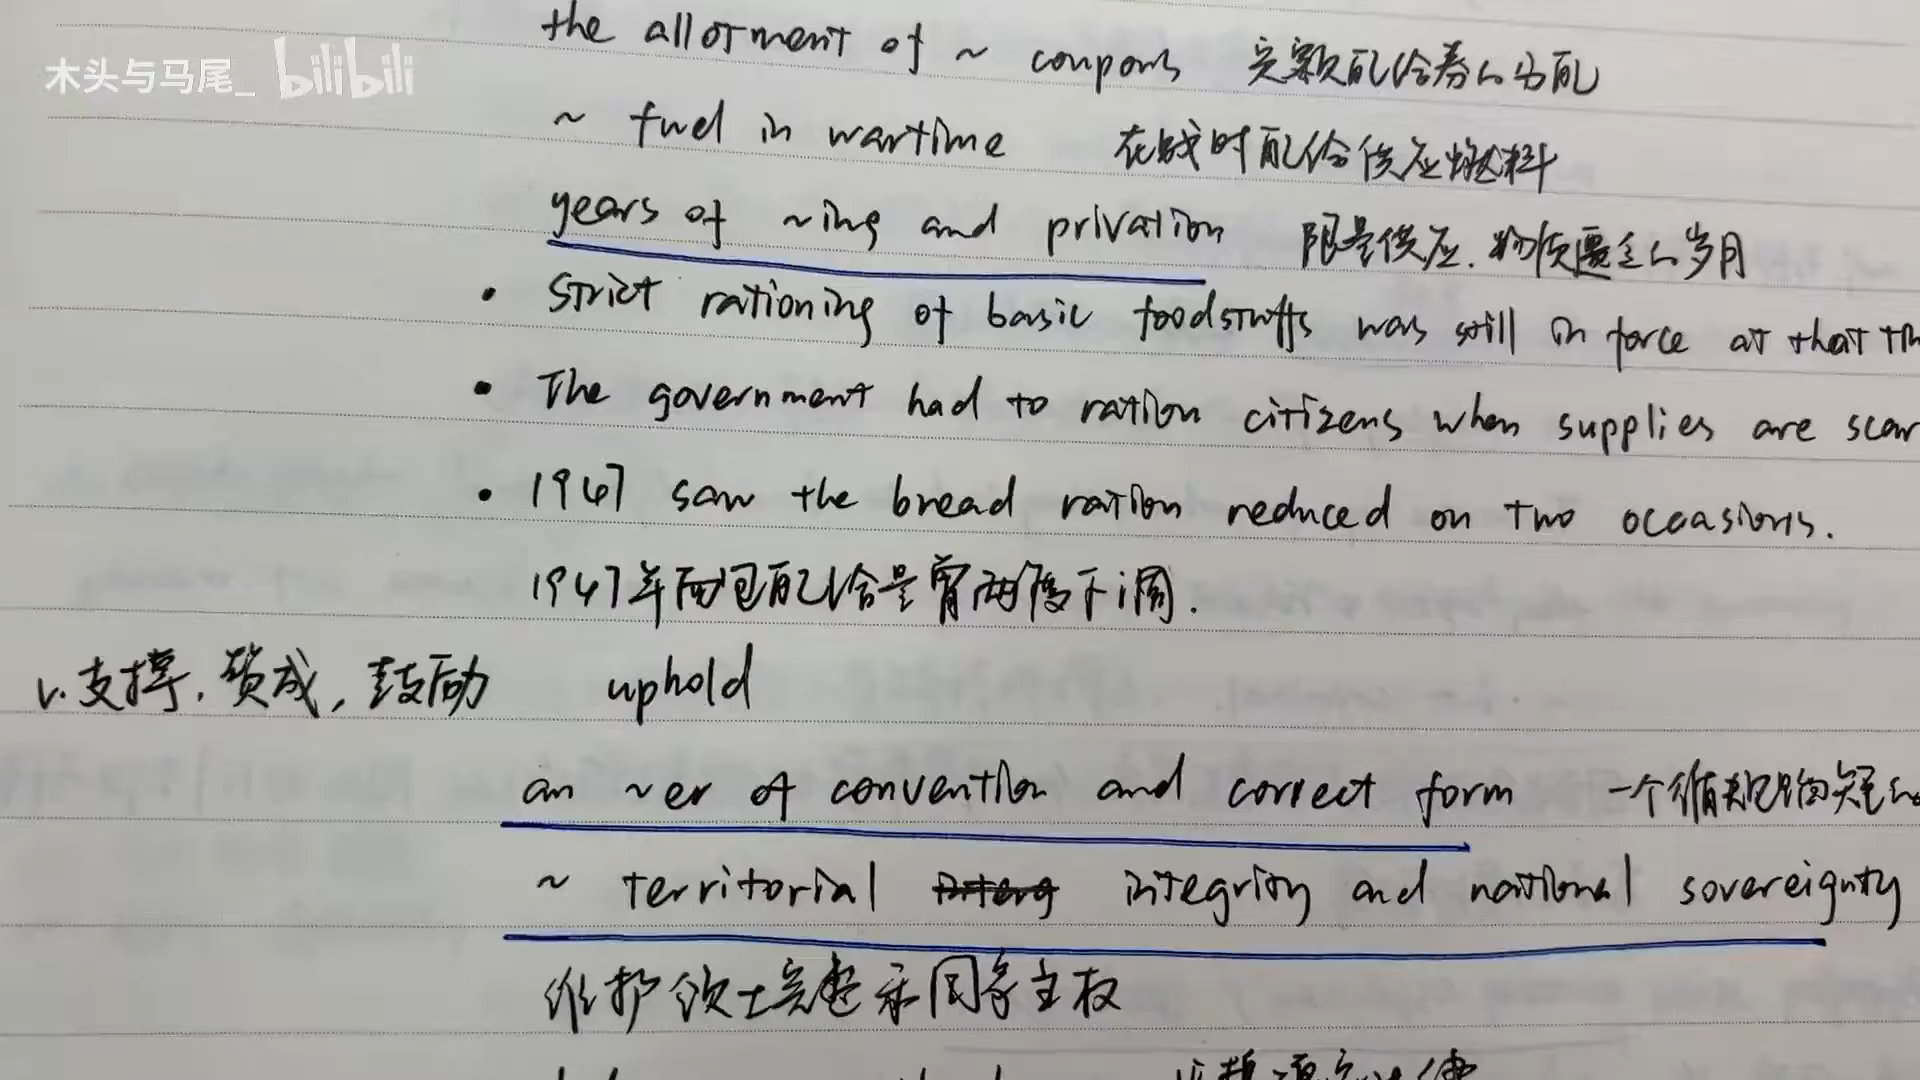 木头与马尾_ bilibili
the allotment of ~ coupons 定额配给券的分配
~ fuel in wartime 在战时配给供应燃料
years of ~ing and privation 限量供应、物质匮乏的岁月
• Strict rationing of basic foodstuffs was still in force at that
• The government had to ration citizens when supplies are scar
• 1947 saw the bread ration reduced on two occasions.
1947年面包配给量曾两度下调.
v. 支撑, 赞成, 鼓励 uphold
an ~er of convention and correct form 一个循规蹈矩的
~ territorial integrity and national sovereignty
维护领土完整和国家主权